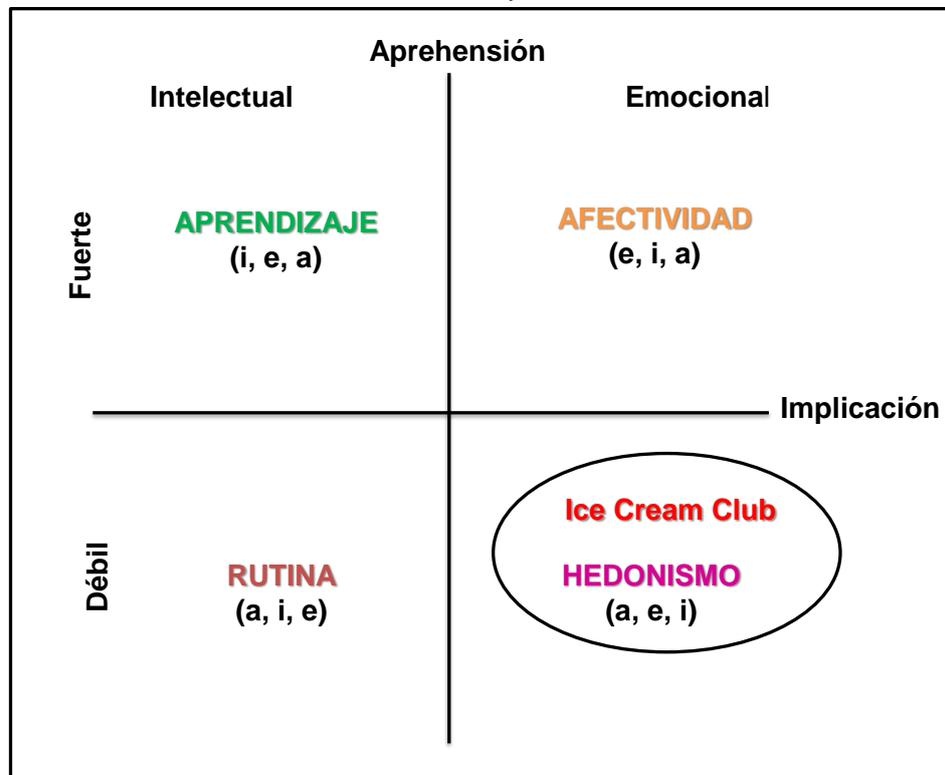 Aprehensión
Intelectual
Emocional
Fuerte
APRENDIZAJE
(i, e, a)
AFECTIVIDAD
(e, i, a)
Implicación
Débil
RUTINA
(a, i, e)
Ice Cream Club
HEDONISMO
(a, e, i)